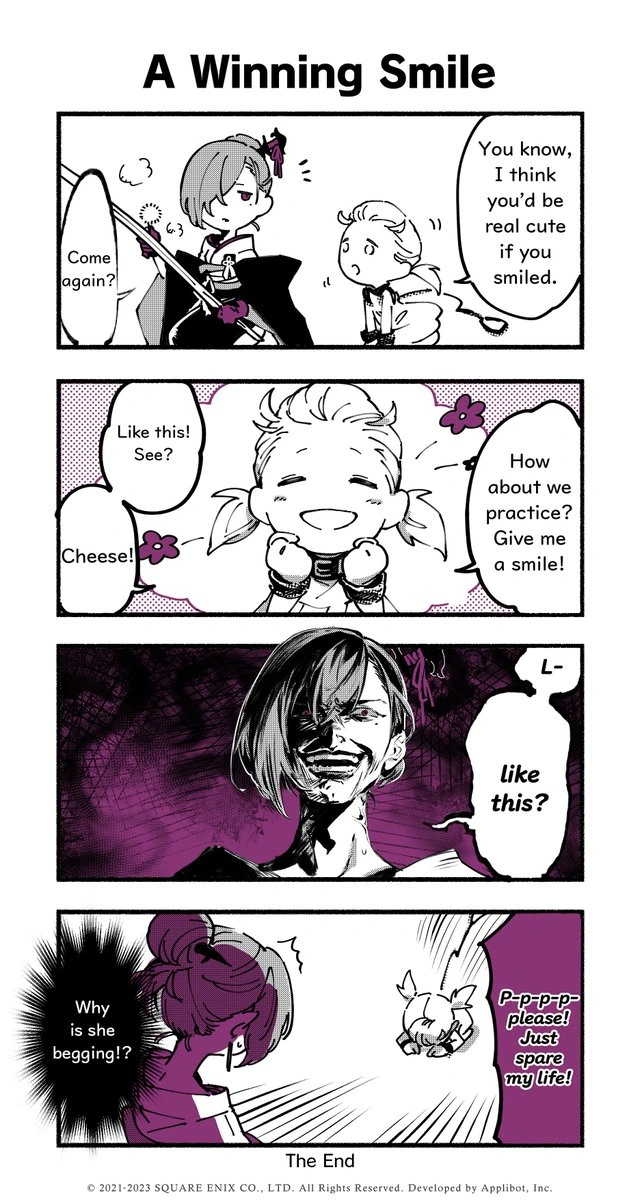 A Winning Smile
You know,
I think
you'd be
real cute
if you
smiled.
Come
again?
How
about we
practice?
Give me
a smile!
Like this!
See?
Cheese!
L-
like
this?
P-p-p-p-
please!
Just
spare
my life!
Why
is she
begging!?
The End
© 2021-2023 SQUARE ENIX CO., LTD. All Rights Reserved. Developed by Applibot, Inc.